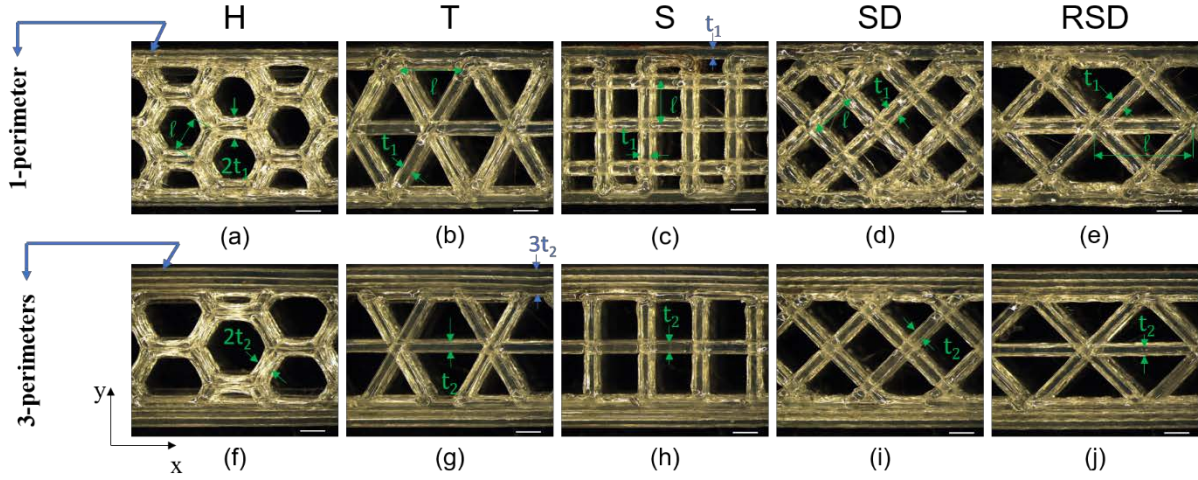 H T S SD RSD
1-perimeter
t₁
ℓ
2t₁
ℓ
t₁
ℓ
t₁
t₁
ℓ
t₁
ℓ
(a) (b) (c) (d) (e)
3-perimeters
3t₂
2t₂
t₂
t₂
t₂
t₂
y
x
(f) (g) (h) (i) (j)